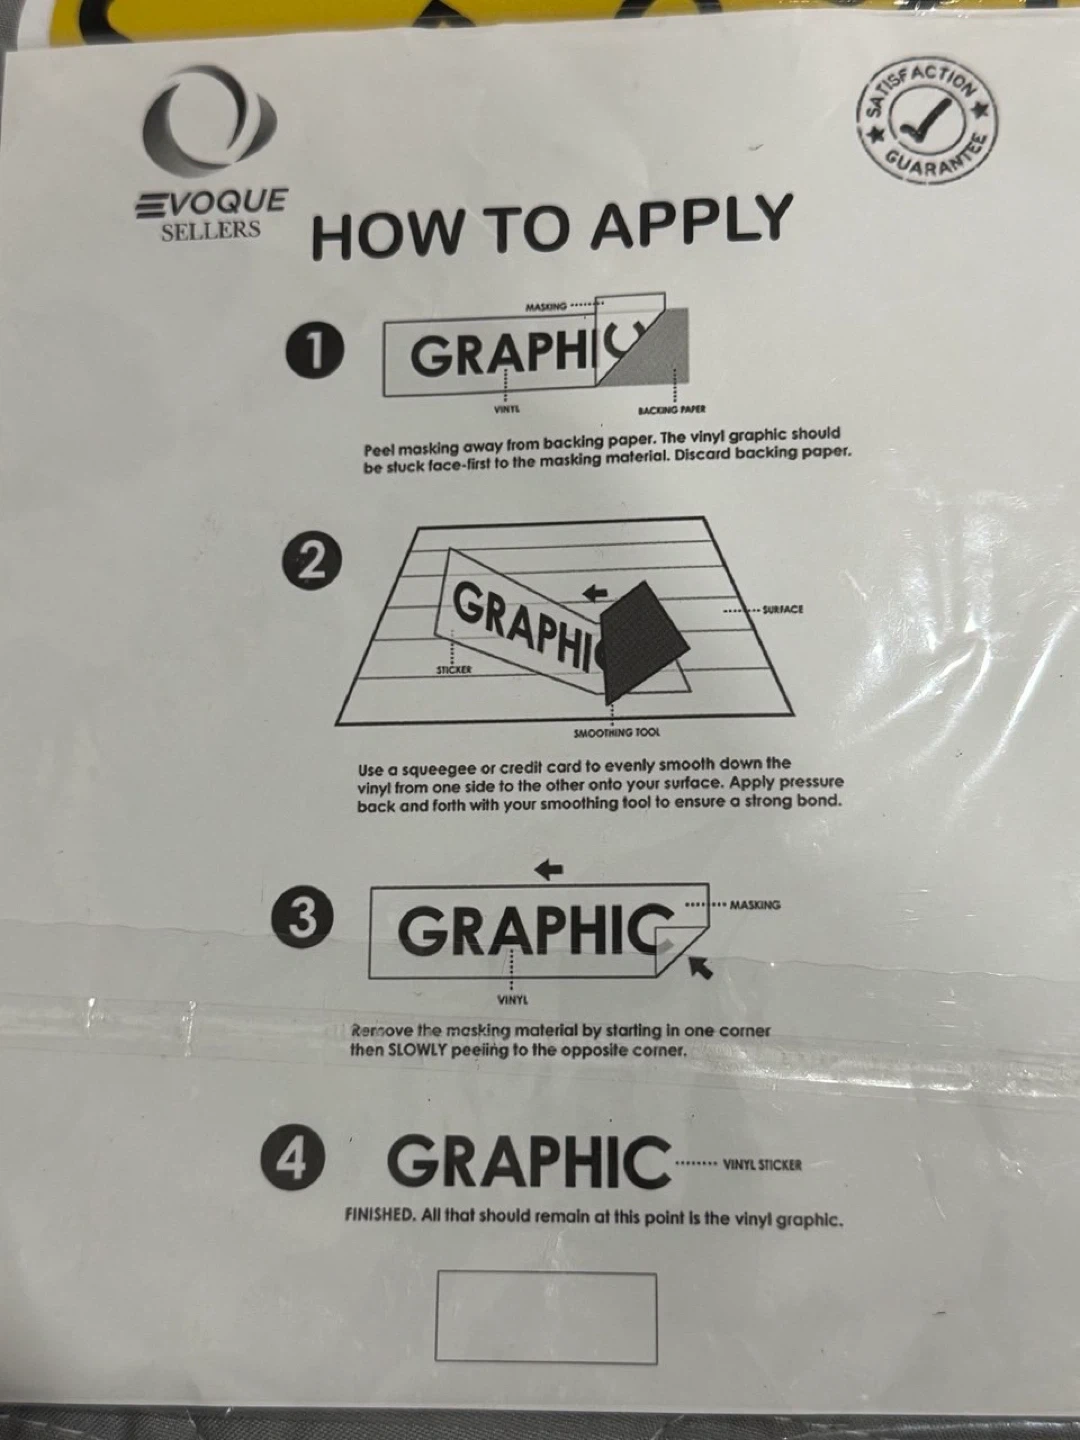 EVOQUE
SELLERS
SATISFACTION
GUARANTEE
HOW TO APPLY
1
MASKING
GRAPHIC
VINYL
BACKING PAPER
Peel masking away from backing paper. The vinyl graphic should
be stuck face-first to the masking material. Discard backing paper.
2
GRAPHIC
SURFACE
STICKER
SMOOTHING TOOL
Use a squeegee or credit card to evenly smooth down the
vinyl from one side to the other onto your surface. Apply pressure
back and forth with your smoothing tool to ensure a strong bond.
3
MASKING
GRAPHIC
VINYL
Remove the masking material by starting in one corner
then SLOWLY peeling to the opposite corner.
4
GRAPHIC
VINYL STICKER
FINISHED. All that should remain at this point is the vinyl graphic.